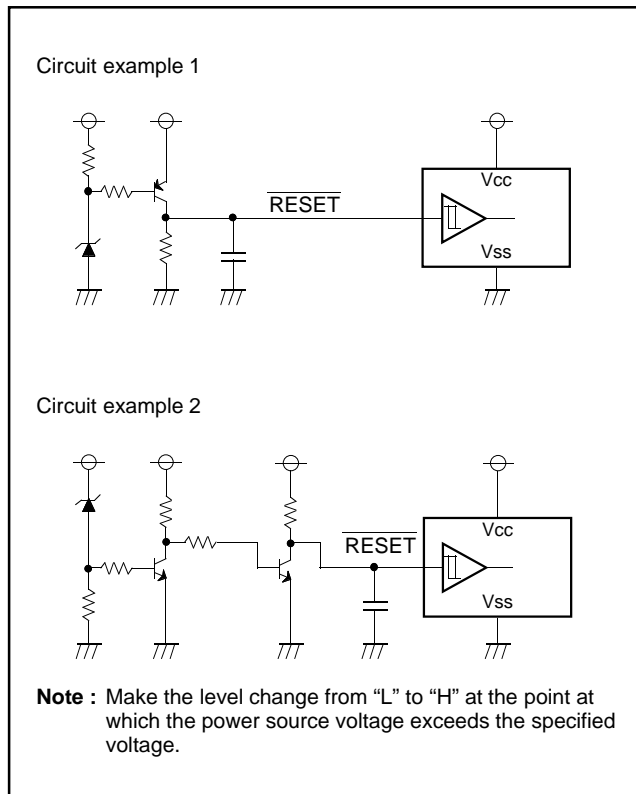 Circuit example 1
RESET
Vcc
Vss
Circuit example 2
RESET
Vcc
Vss
Note : Make the level change from “L” to “H” at the point at
which the power source voltage exceeds the specified
voltage.